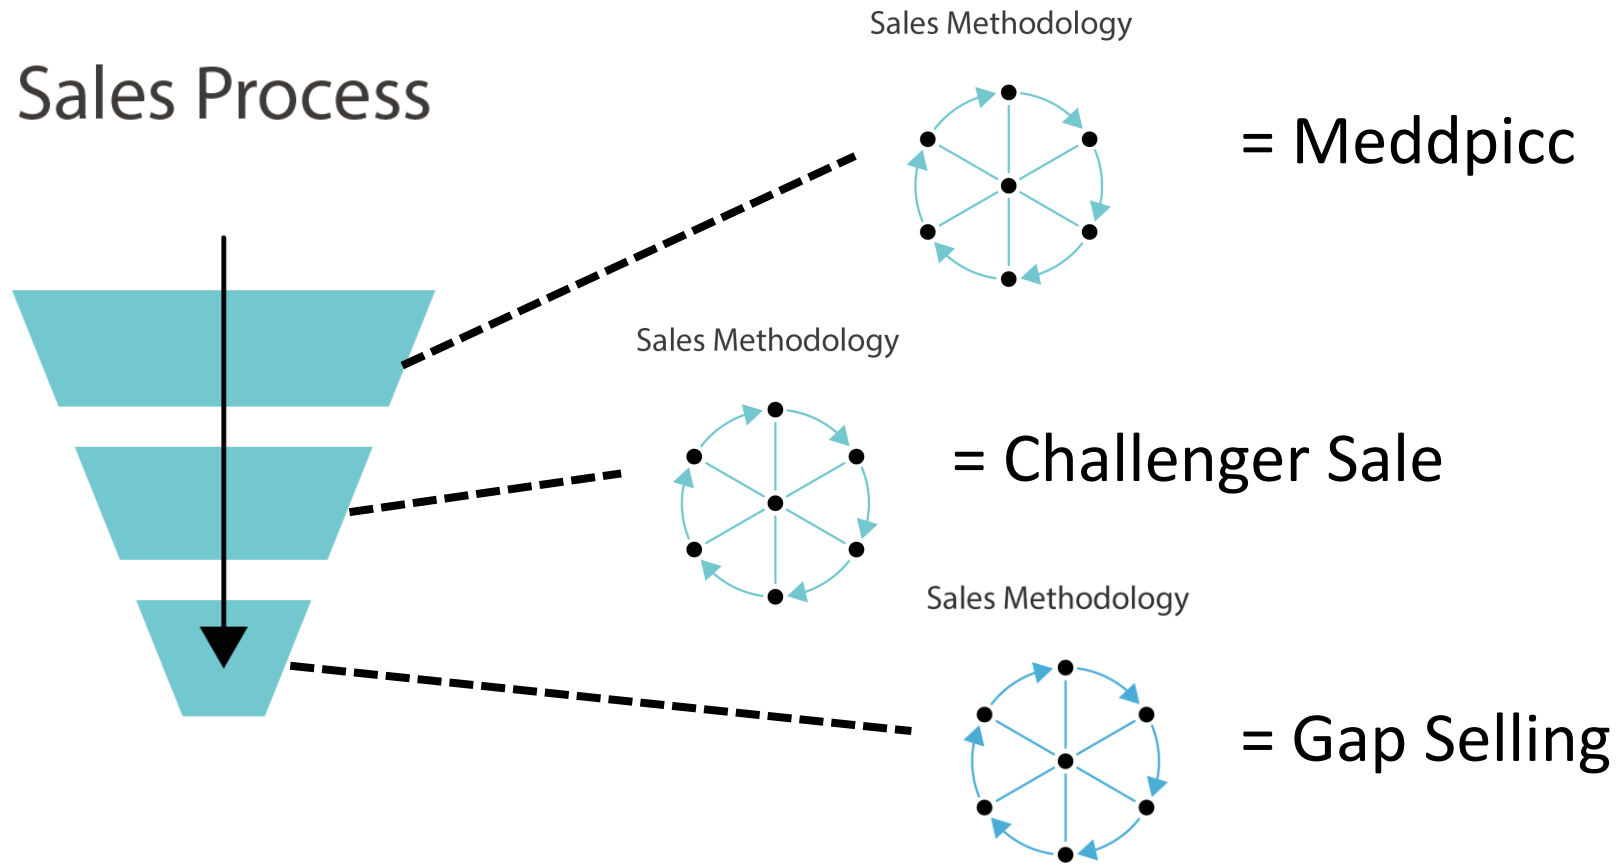 Sales Methodology
Sales Process
= Meddpicc
Sales Methodology
= Challenger Sale
Sales Methodology
= Gap Selling